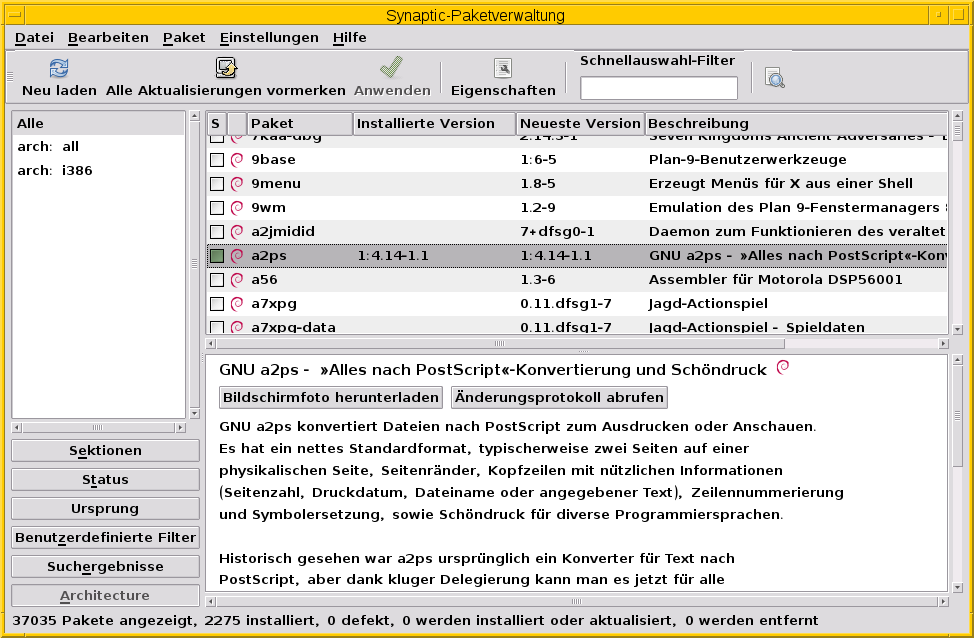 Synaptic-Paketverwaltung
Datei Bearbeiten Paket Einstellungen Hilfe
Neu laden Alle Aktualisierungen vormerken Anwenden Eigenschaften Schnellauswahl-Filter
Alle
arch: all
arch: i386
S Paket Installierte Version Neueste Version Beschreibung
7kaa-dbg 2.14.3-1 Seven Kingdoms Ancient Adversaries -
9base 1:6-5 Plan-9-Benutzerwerkzeuge
9menu 1.8-5 Erzeugt Menüs für X aus einer Shell
9wm 1.2-9 Emulation des Plan 9-Fenstermanagers
a2jmidid 7+dfsg0-1 Daemon zum Funktionieren des veraltet
a2ps 1:4.14-1.1 1:4.14-1.1 GNU a2ps - »Alles nach PostScript«-Kon
a56 1.3-6 Assembler für Motorola DSP56001
a7xpg 0.11.dfsg1-7 Jagd-Actionspiel
a7xpg-data 0.11.dfsg1-7 Jagd-Actionspiel - Spieldaten
GNU a2ps - »Alles nach PostScript«-Konvertierung und Schöndruck
Bildschirmfoto herunterladen Änderungsprotokoll abrufen
GNU a2ps konvertiert Dateien nach PostScript zum Ausdrucken oder Anschauen.
Es hat ein nettes Standardformat, typischerweise zwei Seiten auf einer
physikalischen Seite, Seitenränder, Kopfzeilen mit nützlichen Informationen
(Seitenzahl, Druckdatum, Dateiname oder angegebener Text), Zeilennummerierung
und Symbolersetzung, sowie Schöndruck für diverse Programmiersprachen.
Historisch gesehen war a2ps ursprünglich ein Konverter für Text nach
PostScript, aber dank kluger Delegierung kann man es jetzt für alle
Sektionen
Status
Ursprung
Benutzerdefinierte Filter
Suchergebnisse
Architecture
37035 Pakete angezeigt, 2275 installiert, 0 defekt, 0 werden installiert oder aktualisiert, 0 werden entfernt